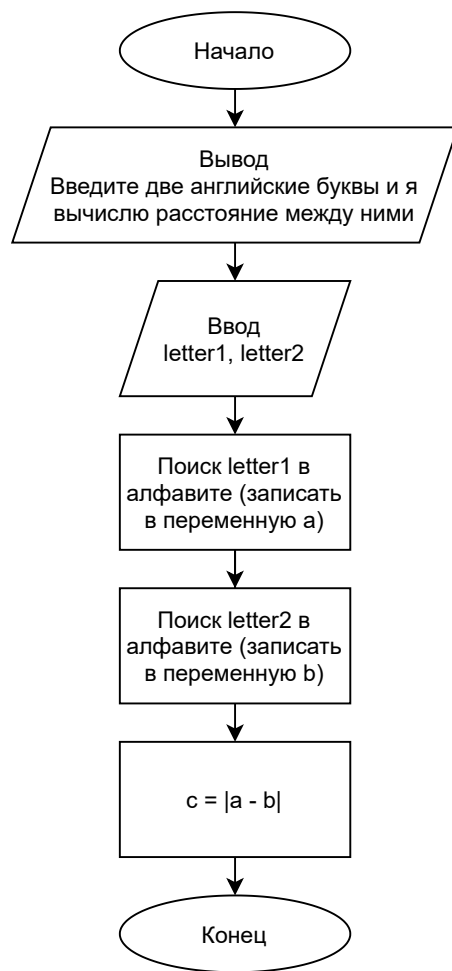 Начало
Вывод
Введите две английские буквы и я
вычислю расстояние между ними
Ввод
letter1, letter2
Поиск letter1 в
алфавите (записать
в переменную a)
Поиск letter2 в
алфавите (записать
в переменную b)
c = |a - b|
Конец